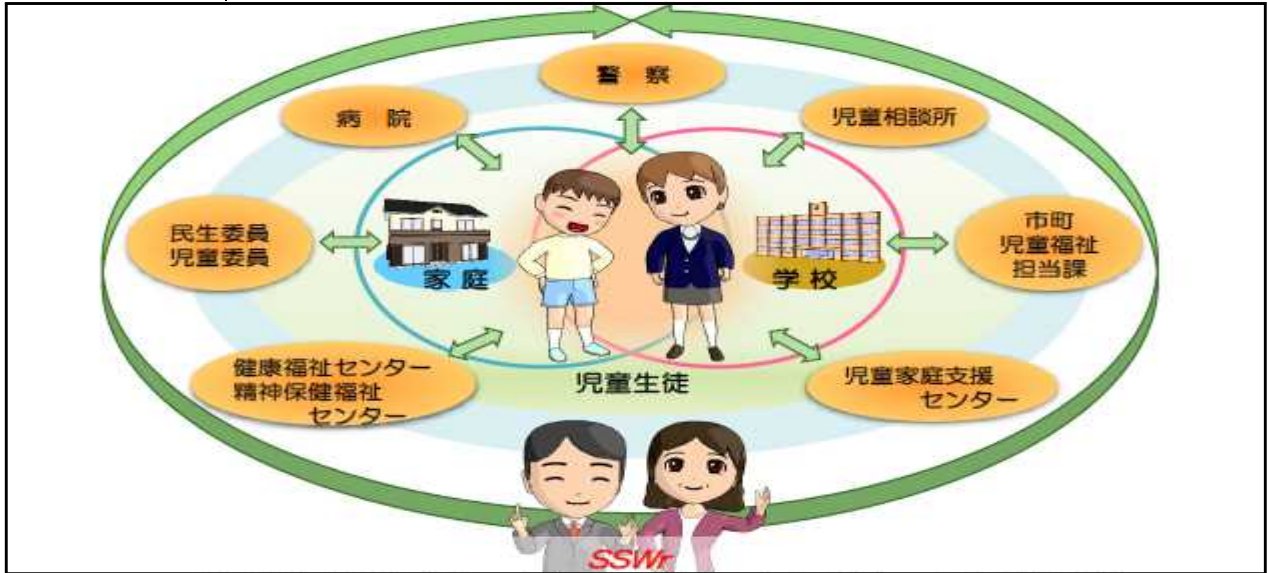 警 察
病 院
児童相談所
民生委員
児童委員
市町
児童福祉
担当課
家 庭
学 校
健康福祉センター
精神保健福祉
センター
児童生徒
児童家庭支援
センター
SSWr